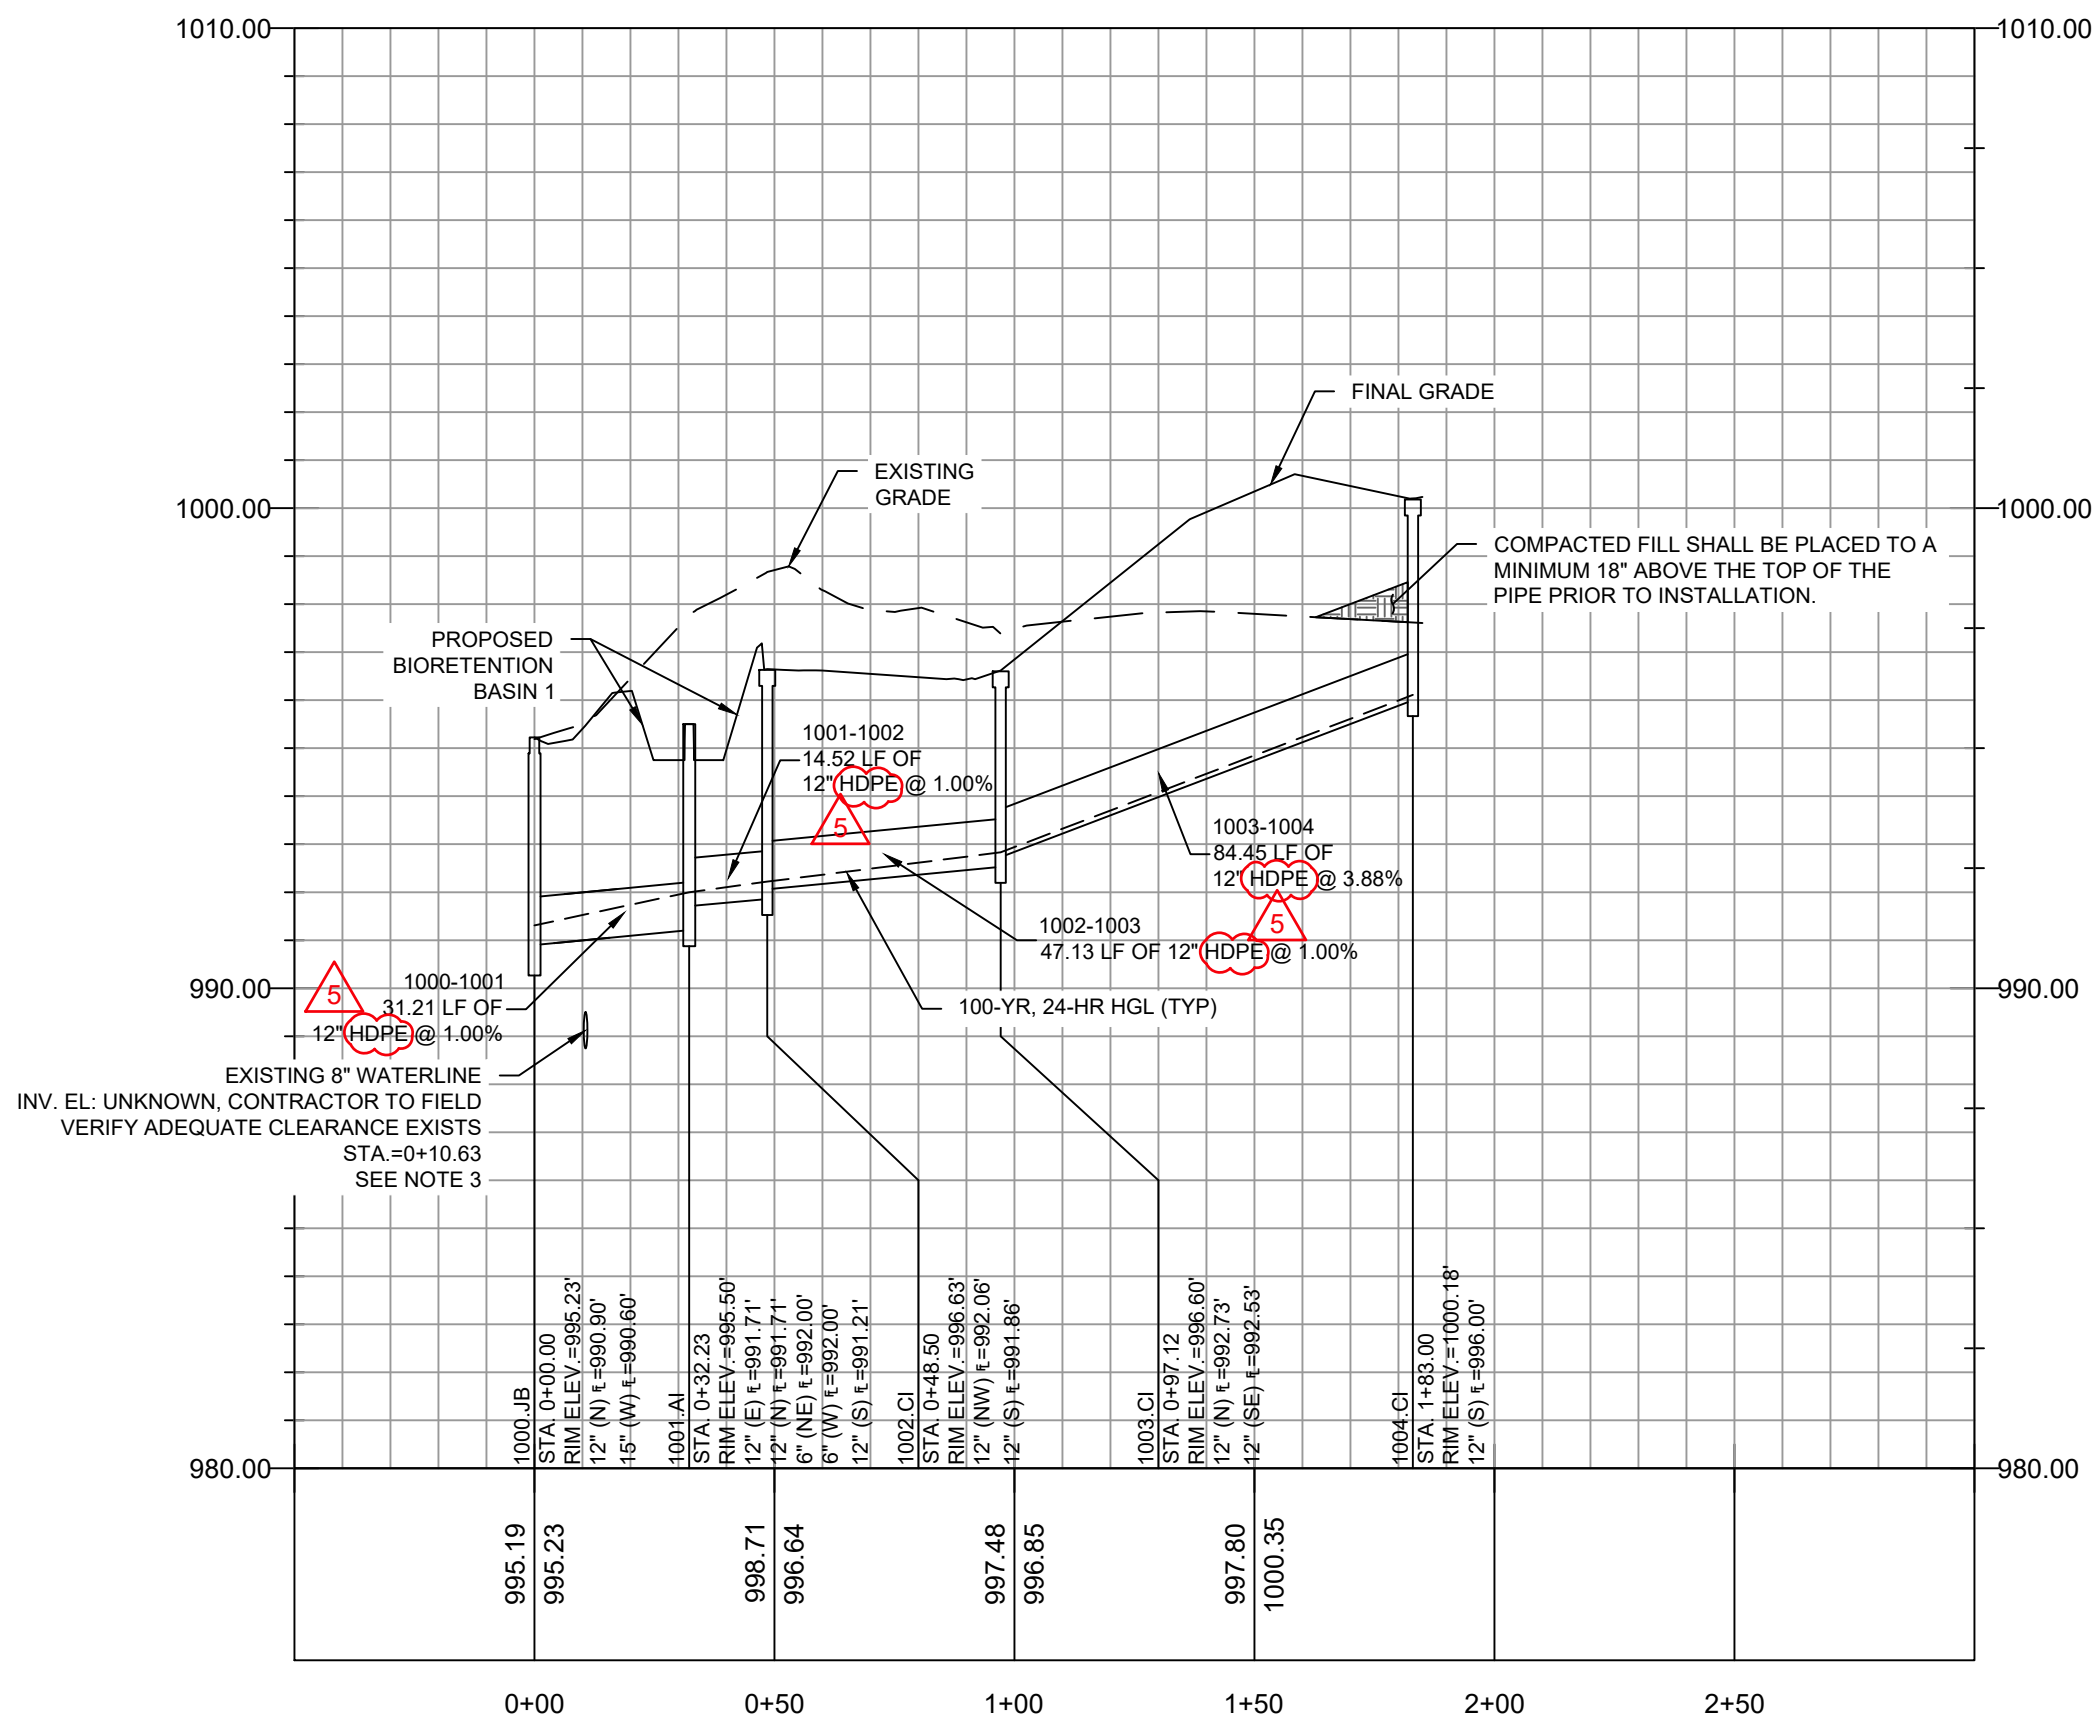 1010.00
1010.00
FINAL GRADE
EXISTING
GRADE
1000.00
1000.00
COMPACTED FILL SHALL BE PLACED TO A
MINIMUM 18" ABOVE THE TOP OF THE
PIPE PRIOR TO INSTALLATION.
PROPOSED
BIORETENTION
BASIN 1
1001-1002
14.52 LF OF
12" HDPE @ 1.00%
5
1003-1004
84.45 LF OF
12" HDPE @ 3.88%
5
1002-1003
47.13 LF OF 12" HDPE @ 1.00%
990.00
990.00
5
1000-1001
31.21 LF OF
12" HDPE @ 1.00%
100-YR, 24-HR HGL (TYP)
EXISTING 8" WATERLINE
INV. EL: UNKNOWN, CONTRACTOR TO FIELD
VERIFY ADEQUATE CLEARANCE EXISTS
STA.=0+10.63
SEE NOTE 3
1000.JB
STA. 0+00.00
RIM ELEV.=995.23'
12" (N) ℄=990.90'
15" (W) ℄=990.60'
1001.AI
STA. 0+32.23
RIM ELEV.=995.50'
12" (E) ℄=991.71'
12" (N) ℄=991.71'
6" (NE) ℄=992.00'
6" (W) ℄=992.00'
12" (S) ℄=991.21'
1002.CI
STA. 0+48.50
RIM ELEV.=996.63'
12" (NW) ℄=992.06'
12" (S) ℄=991.86'
1003.CI
STA. 0+97.12
RIM ELEV.=996.60'
12" (N) ℄=992.73'
12" (SE) ℄=992.53'
1004.CI
STA. 1+83.00
RIM ELEV.=1000.18'
12" (S) ℄=996.00'
980.00
980.00
995.19
995.23
998.71
996.64
997.48
996.85
997.80
1000.35
0+00
0+50
1+00
1+50
2+00
2+50